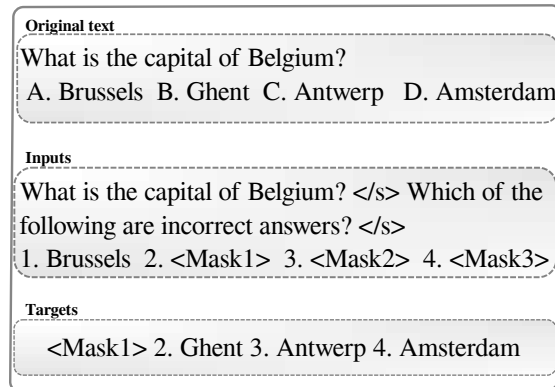 Original text
What is the capital of Belgium?
A. Brussels B. Ghent C. Antwerp D. Amsterdam
Inputs
What is the capital of Belgium? </s> Which of the
following are incorrect answers? </s>
1. Brussels 2. <Mask1> 3. <Mask2> 4. <Mask3>
Targets
<Mask1> 2. Ghent 3. Antwerp 4. Amsterdam